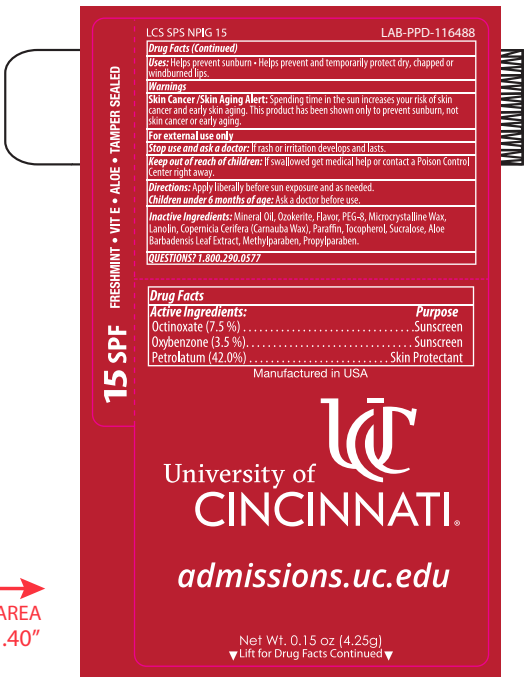 LCS SPS NPIG 15 LAB-PPD-116488
Drug Facts (Continued)
Uses: Helps prevent sunburn • Helps prevent and temporarily protect dry, chapped or
windburned lips.
Warnings
Skin Cancer /Skin Aging Alert: Spending time in the sun increases your risk of skin
cancer and early skin aging. This product has been shown only to prevent sunburn, not
skin cancer or early aging.
For external use only
Stop use and ask a doctor: If rash or irritation develops and lasts.
Keep out of reach of children: If swallowed get medical help or contact a Poison Control
Center right away.
Directions: Apply liberally before sun exposure and as needed.
Children under 6 months of age: Ask a doctor before use.
Inactive Ingredients: Mineral Oil, Ozokerite, Flavor, PEG-8, Microcrystalline Wax,
Lanolin, Copernicia Cerifera (Carnauba Wax), Paraffin, Tocopherol, Sucralose, Aloe
Barbadensis Leaf Extract, Methylparaben, Propylparaben.
QUESTIONS? 1.800.290.0577
15 SPF FRESHMINT • VIT E • ALOE • TAMPER SEALED
Drug Facts
Active Ingredients: Purpose
Octinoxate (7.5 %) . . . . . . . . . . . . . . . . . . . . . . . . . . . . . Sunscreen
Oxybenzone (3.5 %). . . . . . . . . . . . . . . . . . . . . . . . . . . . Sunscreen
Petrolatum (42.0%) . . . . . . . . . . . . . . . . . . . . . . . . Skin Protectant
Manufactured in USA
UC
University of
CINCINNATI®
admissions.uc.edu
AREA
.40”
Net Wt. 0.15 oz (4.25g)
▼Lift for Drug Facts Continued▼